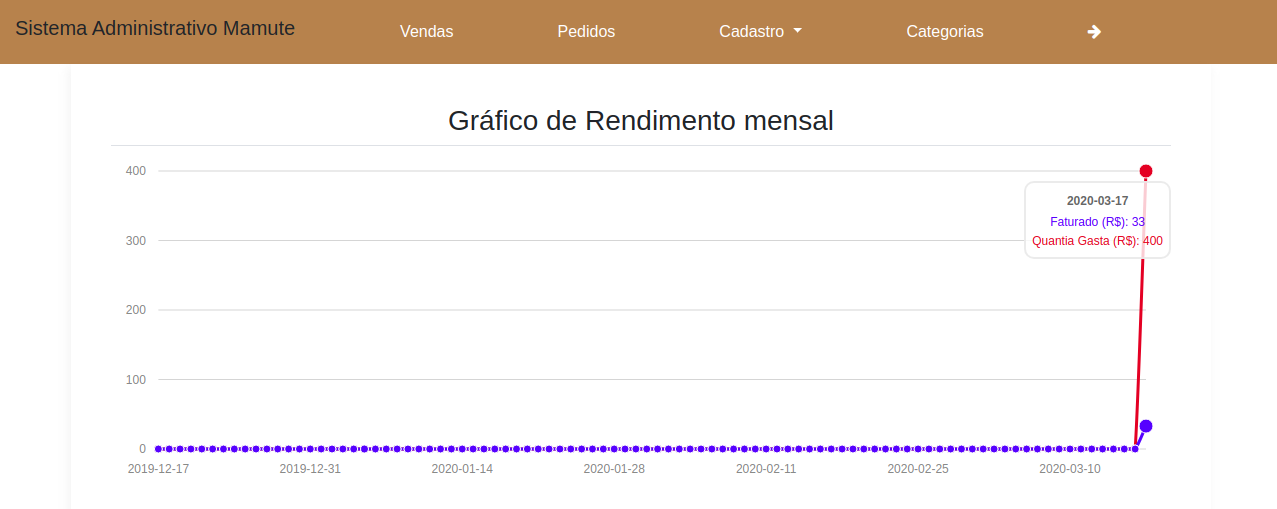 Sistema Administrativo Mamute
Vendas
Pedidos
Cadastro
Categorias
Gráfico de Rendimento mensal
400
300
200
100
0
2020-03-17
Faturado (R$): 33
Quantia Gasta (R$): 400
2019-12-17
2019-12-31
2020-01-14
2020-01-28
2020-02-11
2020-02-25
2020-03-10